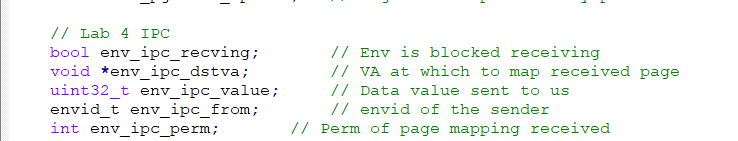 // Lab 4 IPC
bool env_ipc_recving; // Env is blocked receiving
void *env_ipc_dstva; // VA at which to map received page
uint32_t env_ipc_value; // Data value sent to us
envid_t env_ipc_from; // envid of the sender
int env_ipc_perm; // Perm of page mapping received